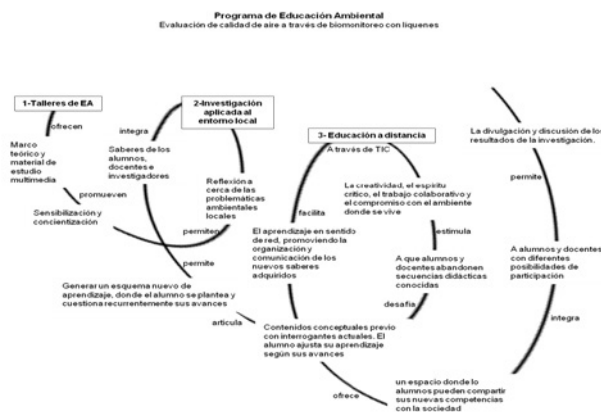 Programa de Educación Ambiental
Evaluación de calidad de aire a través de biomonitoreo con líquenes
1-Talleres de EA
ofrecen
Marco
teórico y
material de
estudio
multimedia
promueven
Sensibilización y
concientización
2-Investigación
aplicada al
entorno local
integra
Saberes de los
alumnos,
docentes e
investigadores
Reflexión a
cerca de las
problemáticas
ambientales
locales
permiten
permite
Generar un esquema nuevo de
aprendizaje, donde el alumno se plantea y
cuestiona recurrentemente sus avances
articula
3- Educación a distancia
A través de TIC
La creatividad, el espíritu
crítico, el trabajo colaborativo y
el compromiso con el ambiente
donde se vive
facilita
estimula
El aprendizaje en sentido
de red, promoviendo la
organización y
comunicación de los
nuevos saberes
adquiridos
A que alumnos y
docentes abandonen
secuencias didácticas
conocidas
desafía
Contenidos conceptuales previo
con interrogantes actuales. El
alumno ajusta su aprendizaje
según sus avances
ofrece
un espacio donde lo
alumnos pueden compartir
sus nuevas competencias
con la sociedad
integra
A alumnos y docentes
con diferentes
posibilidades de
participación
permite
La divulgación y discusión de los
resultados de la investigación.